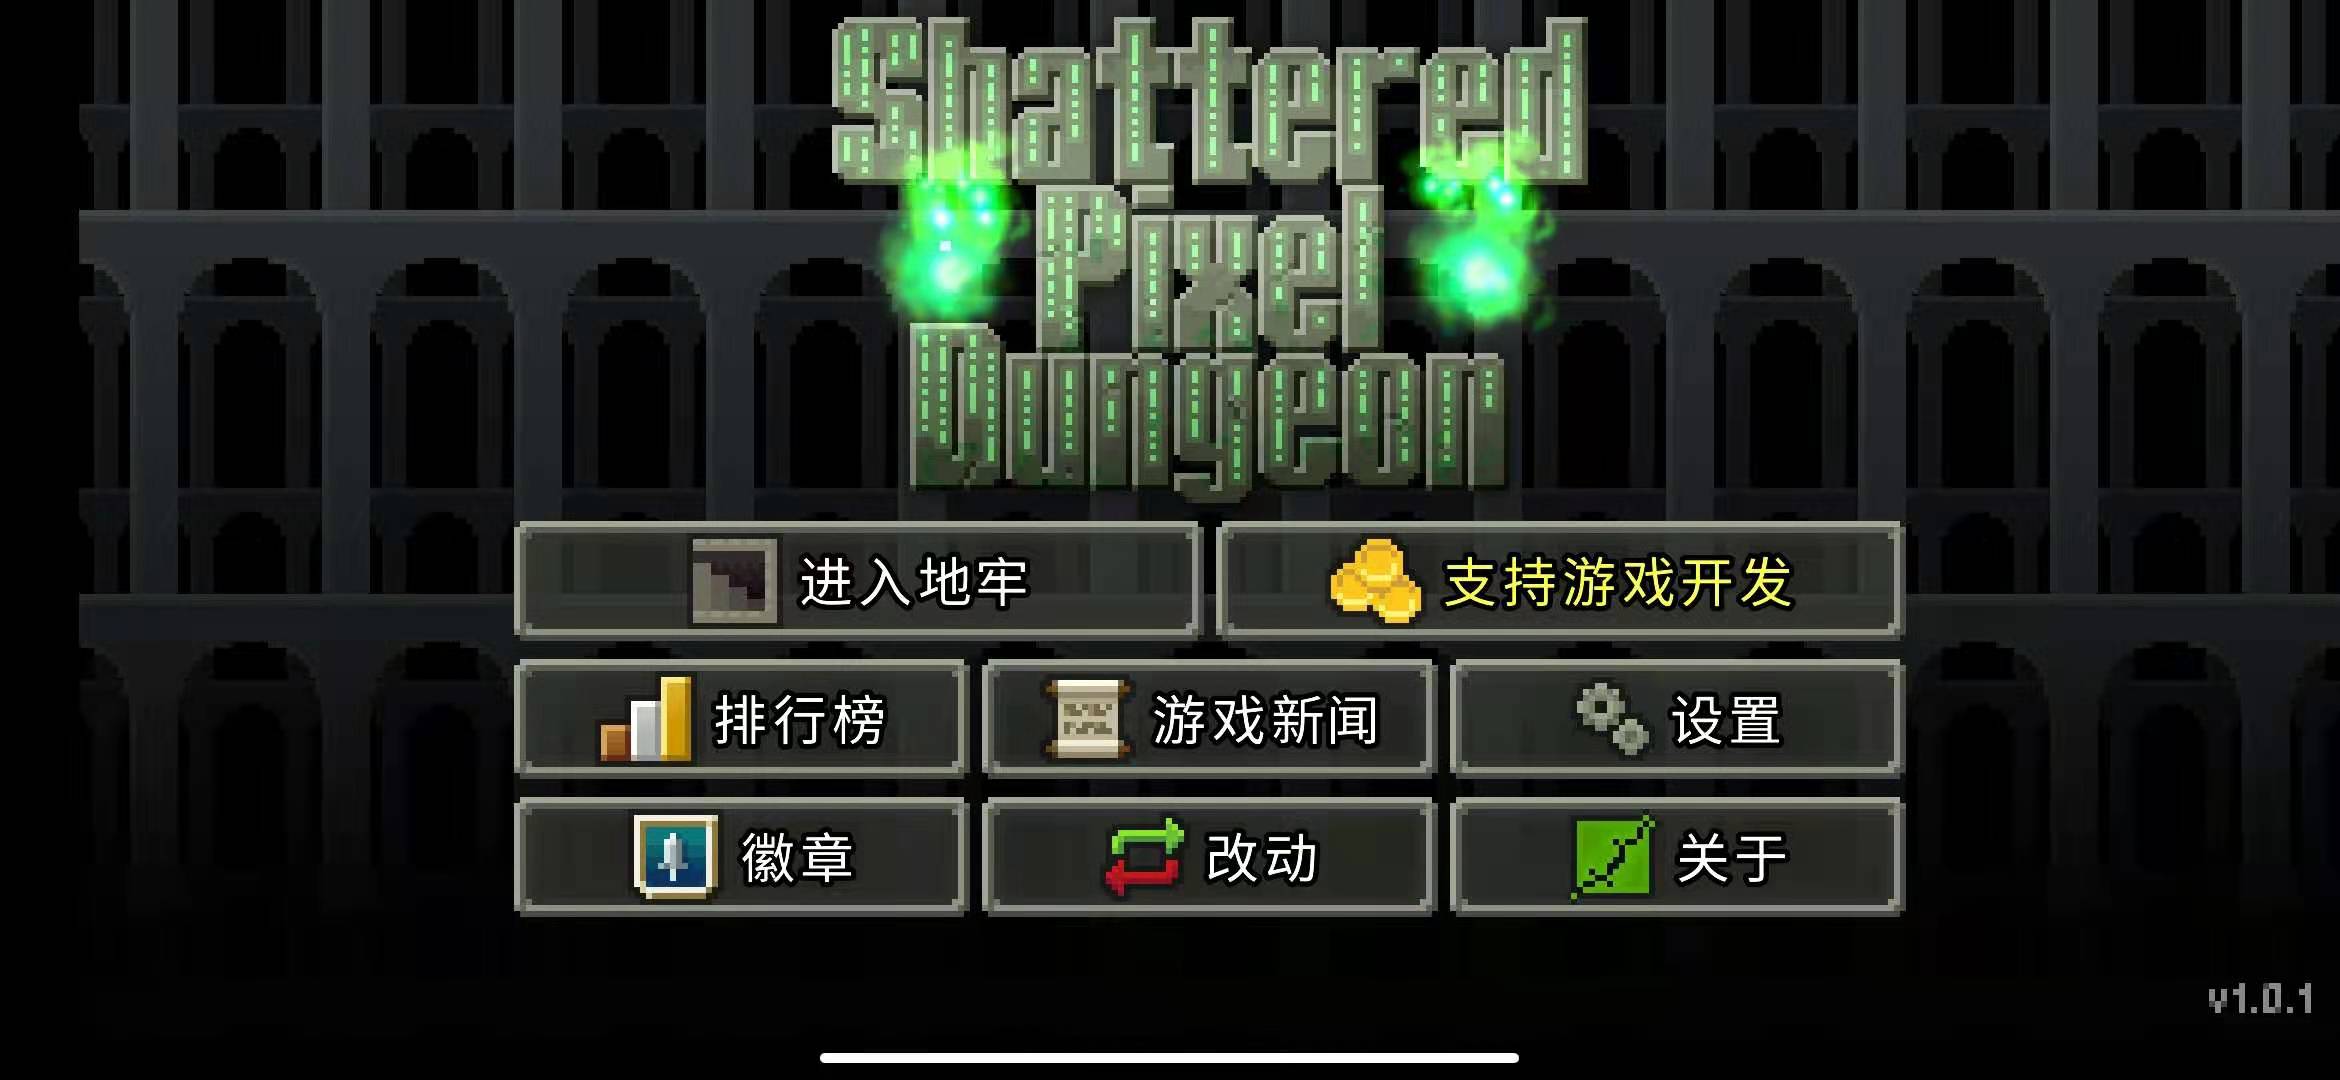 Shattered
Pixel
Dungeon
进入地牢
支持游戏开发
排行榜
游戏新闻
设置
徽章
改动
关于
v1.0.1